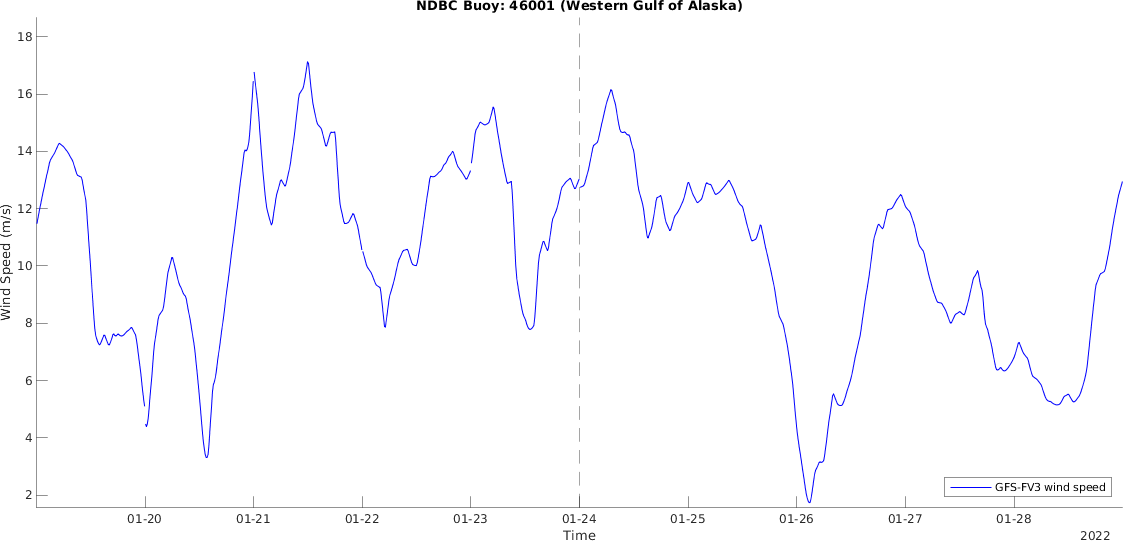 NDBC Buoy: 46001 (Western Gulf of Alaska)
18
16
14
12
10
8
6
4
2
Wind Speed (m/s)
GFS-FV3 wind speed
01-20 01-21 01-22 01-23 01-24 01-25 01-26 01-27 01-28
Time
2022